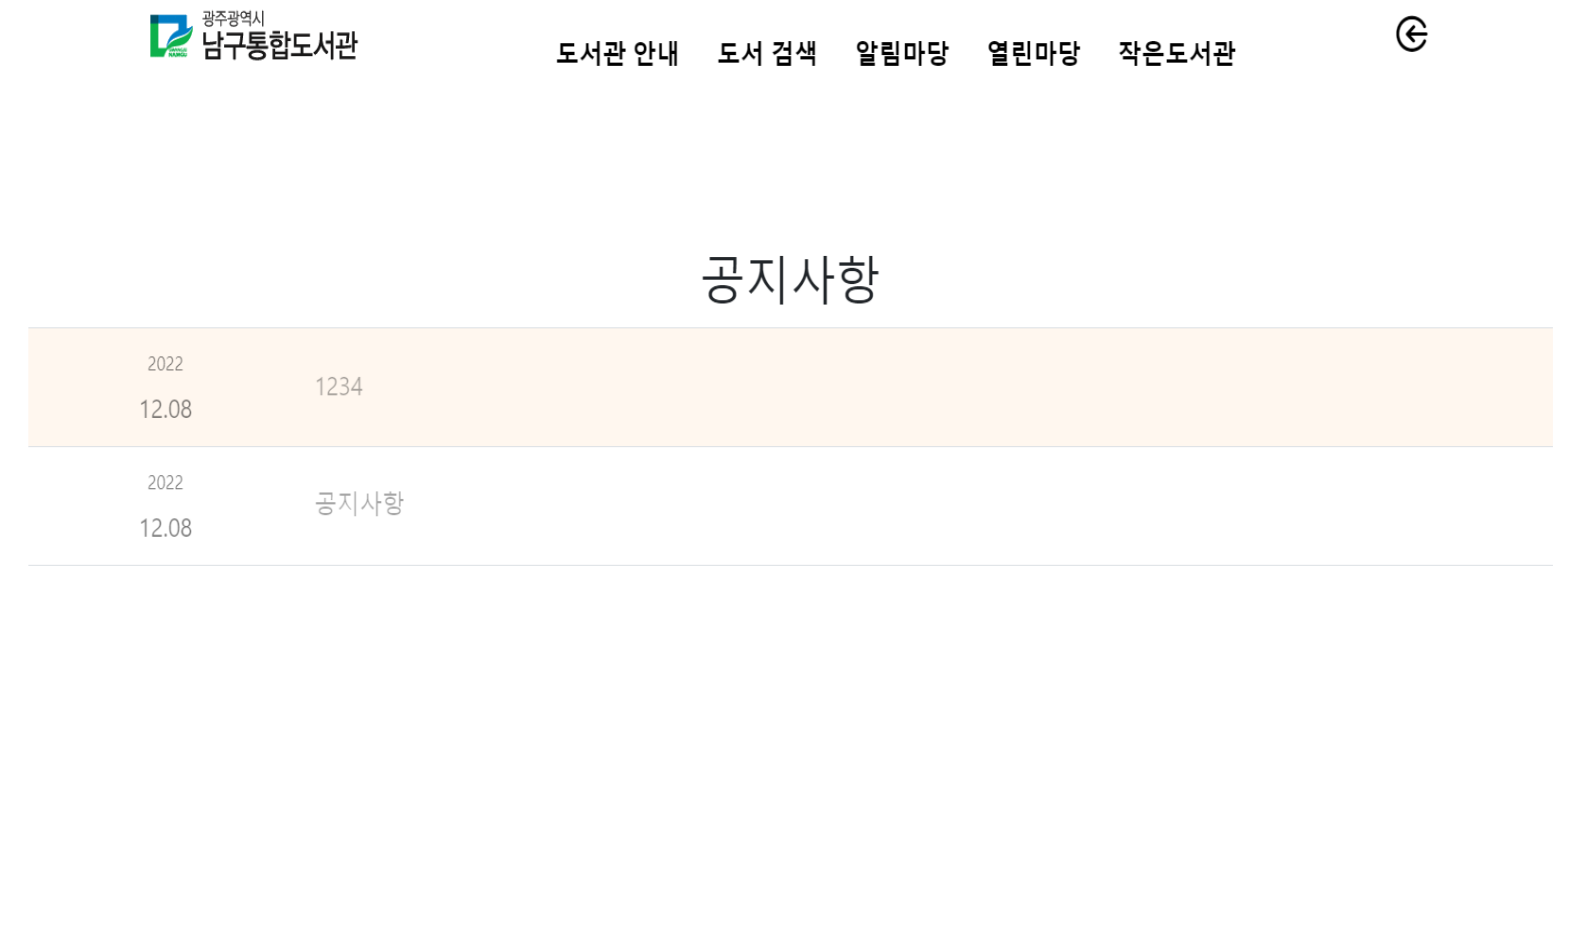 광주광역시
남구통합도서관
도서관 안내 도서 검색 알림마당 열린마당 작은도서관
공지사항
2022
12.08
1234
2022
12.08
공지사항